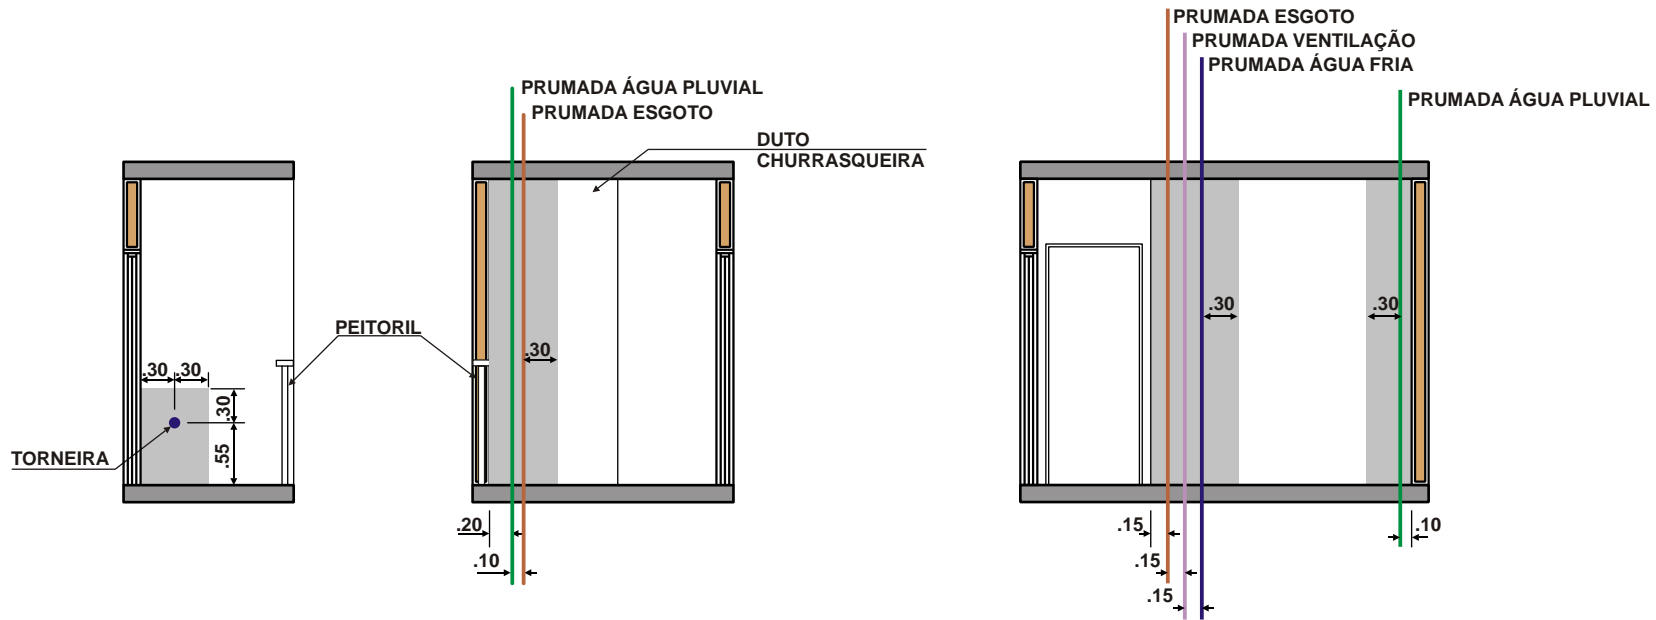 PRUMADA ESGOTO
PRUMADA VENTILAÇÃO
PRUMADA ÁGUA FRIA
PRUMADA ÁGUA PLUVIAL
PRUMADA ÁGUA PLUVIAL
PRUMADA ESGOTO
DUTO
CHURRASQUEIRA
PEITORIL
TORNEIRA
.30 .30
.30
.55
.30
.20
.10
.30
.30
.15
.15
.15
.10